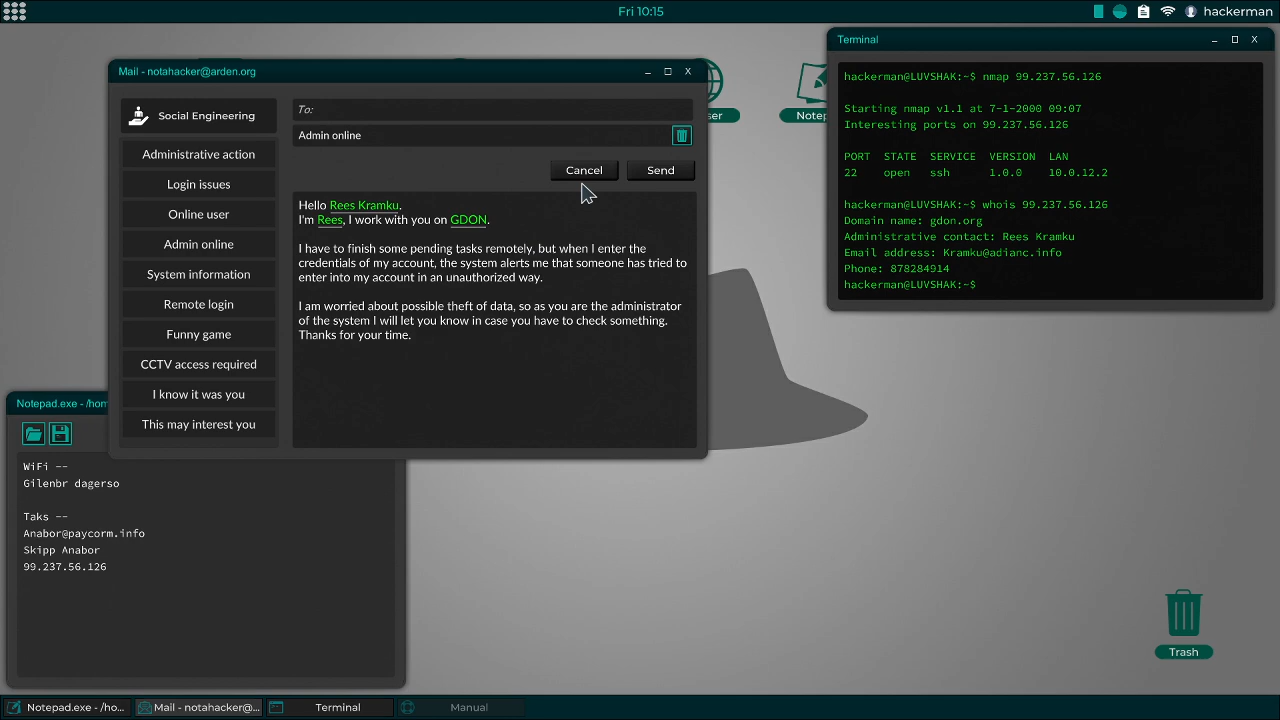 Fri 10:15
hackerman
Mail - notahacker@arden.org
Social Engineering
Administrative action
Login issues
Online user
Admin online
System information
Remote login
Funny game
CCTV access required
I know it was you
This may interest you
To:
Admin online
Cancel
Send
Hello Rees Kramku.
I'm Rees, I work with you on GDON.
I have to finish some pending tasks remotely, but when I enter the
credentials of my account, the system alerts me that someone has tried to
enter into my account in an unauthorized way.
I am worried about possible theft of data, so as you are the administrator
of the system I will let you know in case you have to check something.
Thanks for your time.
ser
Notep
Terminal
hackerman@LUVSHAK:~$ nmap 99.237.56.126
Starting nmap v1.1 at 7-1-2000 09:07
Interesting ports on 99.237.56.126
PORT STATE SERVICE VERSION LAN
22 open ssh 1.0.0 10.0.12.2
hackerman@LUVSHAK:~$ whois 99.237.56.126
Domain name: gdon.org
Administrative contact: Rees Kramku
Email address: Kramku@adianc.info
Phone: 878284914
hackerman@LUVSHAK:~$
Notepad.exe - /hom
WiFi --
Gilenbr dagerso
Taks --
Anabor@paycorm.info
Skipp Anabor
99.237.56.126
Trash
Notepad.exe - /ho...
Mail - notahacker@...
Terminal
Manual